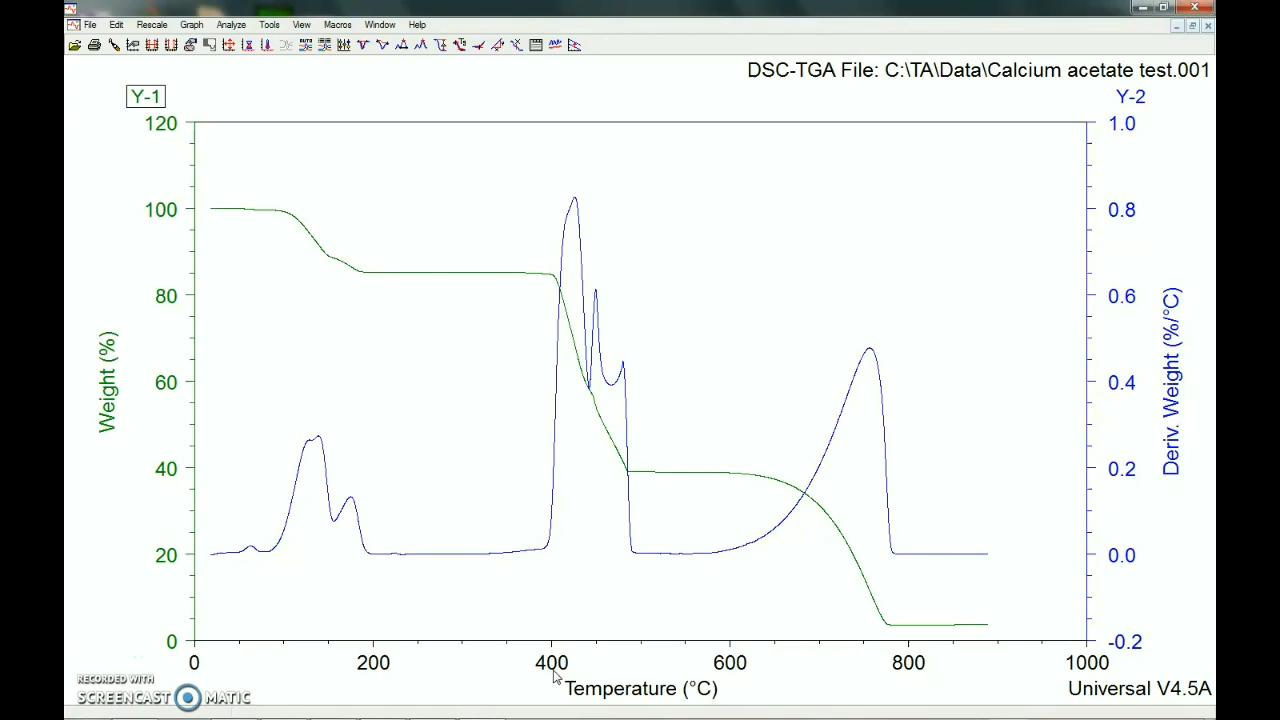 File Edit Rescale Graph Analyze Tools View Macros Window Help
DSC-TGA File: C:\TA\Data\Calcium acetate test.001
Y-1
Y-2
120
100
80
60
40
20
0
Weight (%)
1.0
0.8
0.6
0.4
0.2
0.0
-0.2
Deriv. Weight (%/°C)
0 200 400 600 800 1000
Temperature (°C)
Universal V4.5A
RECORDED WITH
SCREENCAST MATIC